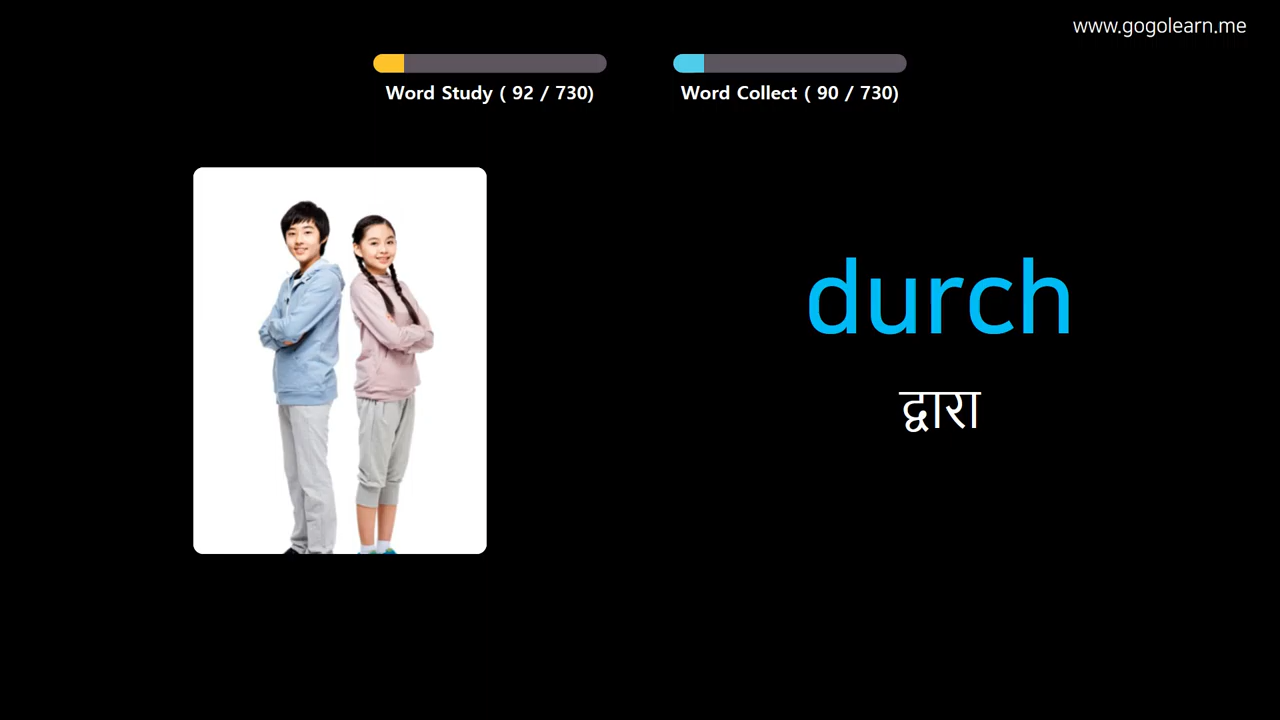 www.gogolearn.me
Word Study ( 92 / 730)
Word Collect ( 90 / 730)
durch
द्वारा